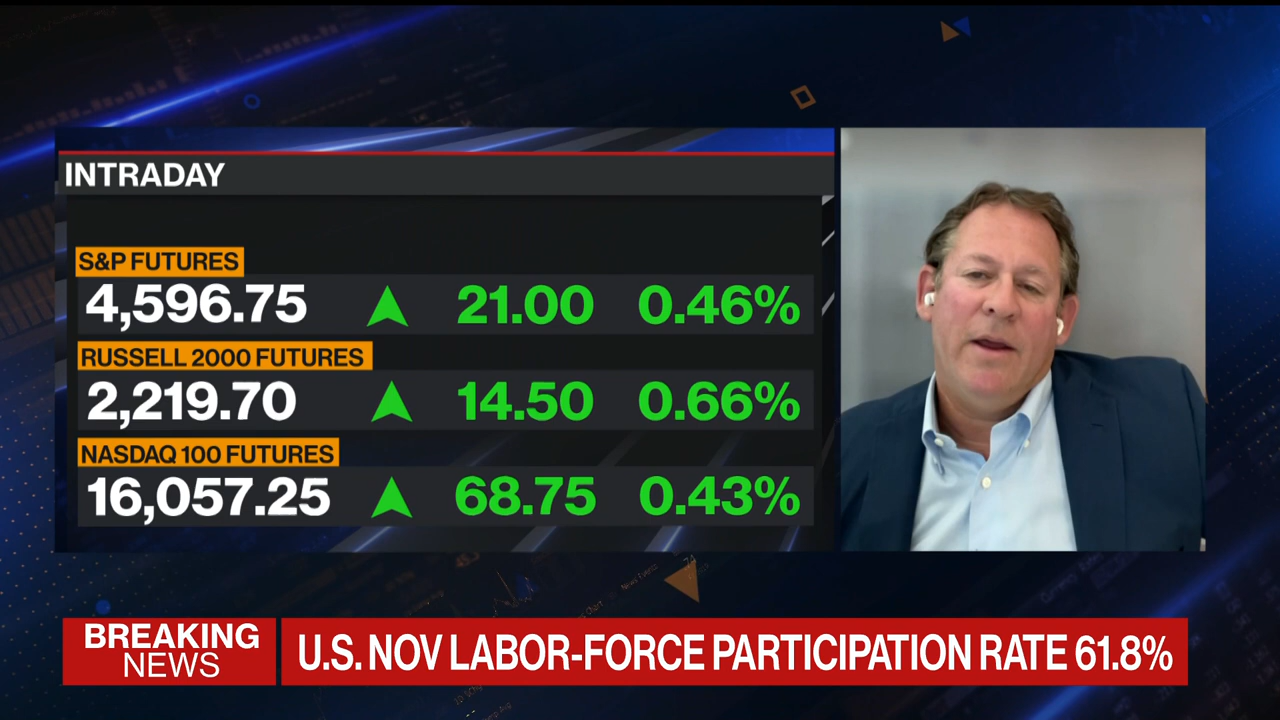 INTRADAY
S&P FUTURES
4,596.75 21.00 0.46%
RUSSELL 2000 FUTURES
2,219.70 14.50 0.66%
NASDAQ 100 FUTURES
16,057.25 68.75 0.43%
BREAKING
NEWS
U.S. NOV LABOR-FORCE PARTICIPATION RATE 61.8%